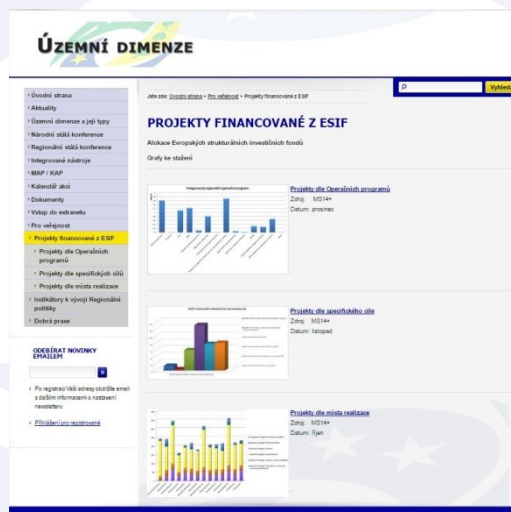 ÚZEMNÍ DIMENZE
Vyhleda
Úvodní strana
Aktuality
Územní dimenze a její typy
Národní stálá konference
Regionální stálá konference
Integrované nástroje
MAP / KAP
Kalendář akcí
Dokumenty
Vstup do extranetu
Pro veřejnost
Projekty financované z ESIF
Projekty dle Operačních
programů
Projekty dle specifických cílů
Projekty dle místa realizace
Indikátory k vývoji Regionální
politiky
Dobrá praxe
ODEBÍRAT NOVINKY
EMAILEM
Po registraci Vaší adresy obdržíte email
s dalšími informacemi o nastavení
newsletteru
Přihlášení pro registrované
Jste zde: Úvodní strana > Pro veřejnost > Projekty financované z ESIF
PROJEKTY FINANCOVANÉ Z ESIF
Alokace Evropských strukturálních investičních fondů
Grafy ke stažení
Integrovaný regionální operační program
Projekty dle Operačních programů
Zdroj: MS14+
Datum: prosinec
Projekty dle specifického cíle
Zdroj: MS14+
Datum: listopad
Projekty dle místa realizace
Zdroj: MS14+
Datum: říjen